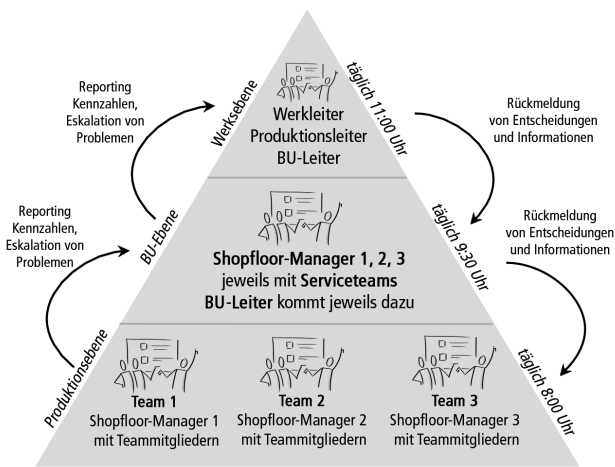 Reporting
Kennzahlen,
Eskalation von
Problemen
Werksebene
Werkleiter
Produktionsleiter
BU-Leiter
täglich 11:00 Uhr
Rückmeldung
von Entscheidungen
und Informationen
Reporting
Kennzahlen,
Eskalation von
Problemen
BU-Ebene
Shopfloor-Manager 1, 2, 3
jeweils mit Serviceteams
BU-Leiter kommt jeweils dazu
täglich 9:30 Uhr
Rückmeldung
von Entscheidungen
und Informationen
Produktionsebene
Team 1
Shopfloor-Manager 1
mit Teammitgliedern
Team 2
Shopfloor-Manager 2
mit Teammitgliedern
Team 3
Shopfloor-Manager 3
mit Teammitgliedern
täglich 8:00 Uhr